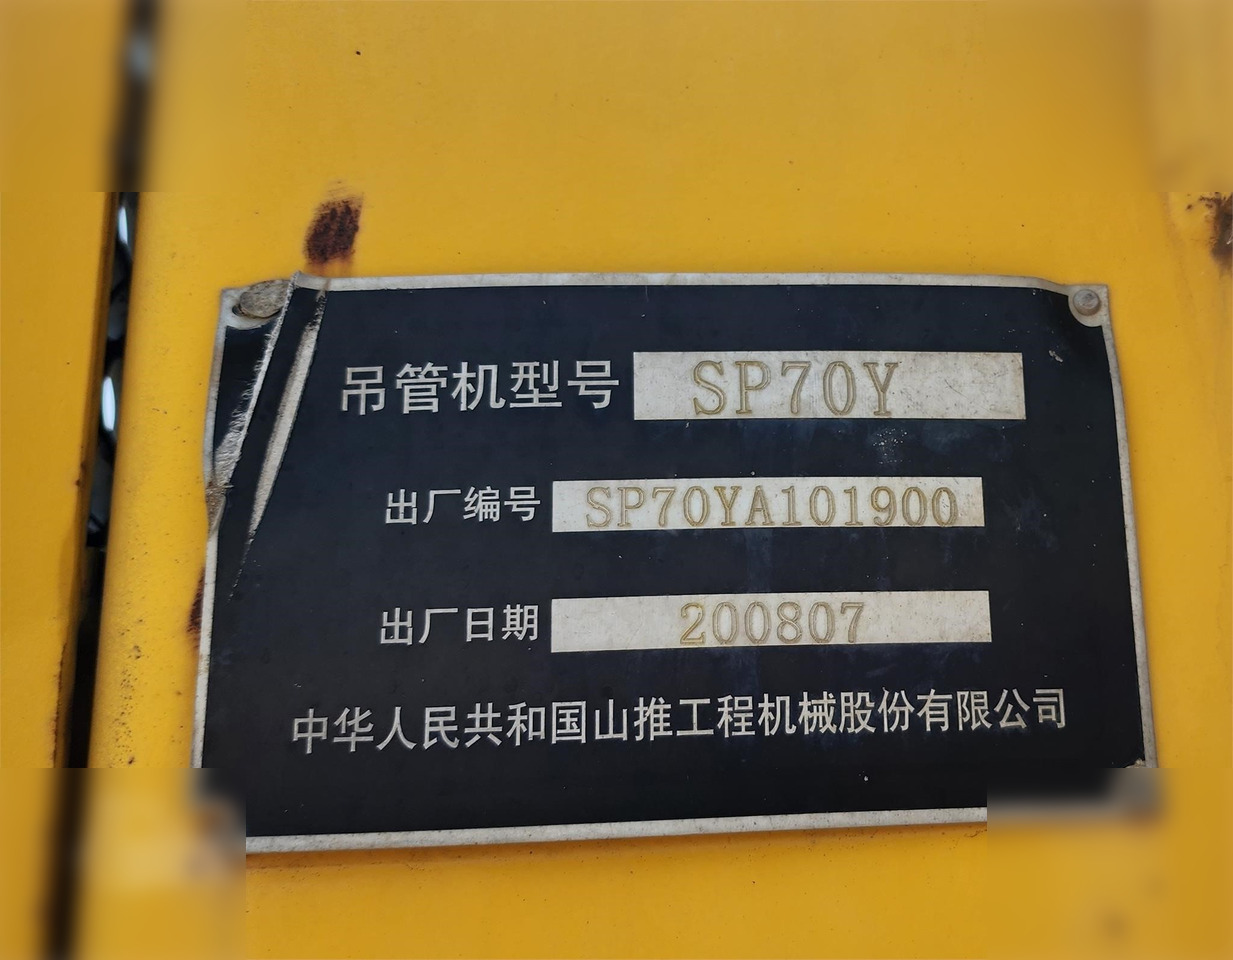 吊管机型号 SP70Y
出厂编号 SP70YA101900
出厂日期 200807
中华人民共和国山推工程机械股份有限公司